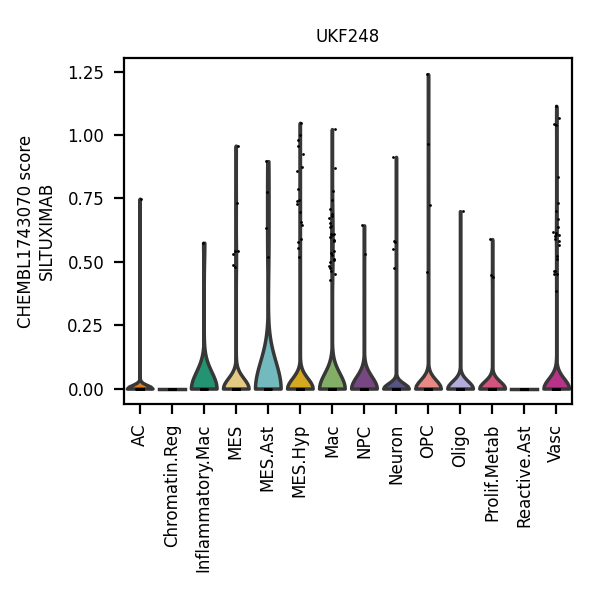 UKF248
CHEMBL1743070 score
SILTUXIMAB
1.25
1.00
0.75
0.50
0.25
0.00
AC
Chromatin.Reg
Inflammatory.Mac
MES
MES.Ast
MES.Hyp
Mac
NPC
Neuron
OPC
Oligo
Prolif.Metab
Reactive.Ast
Vasc